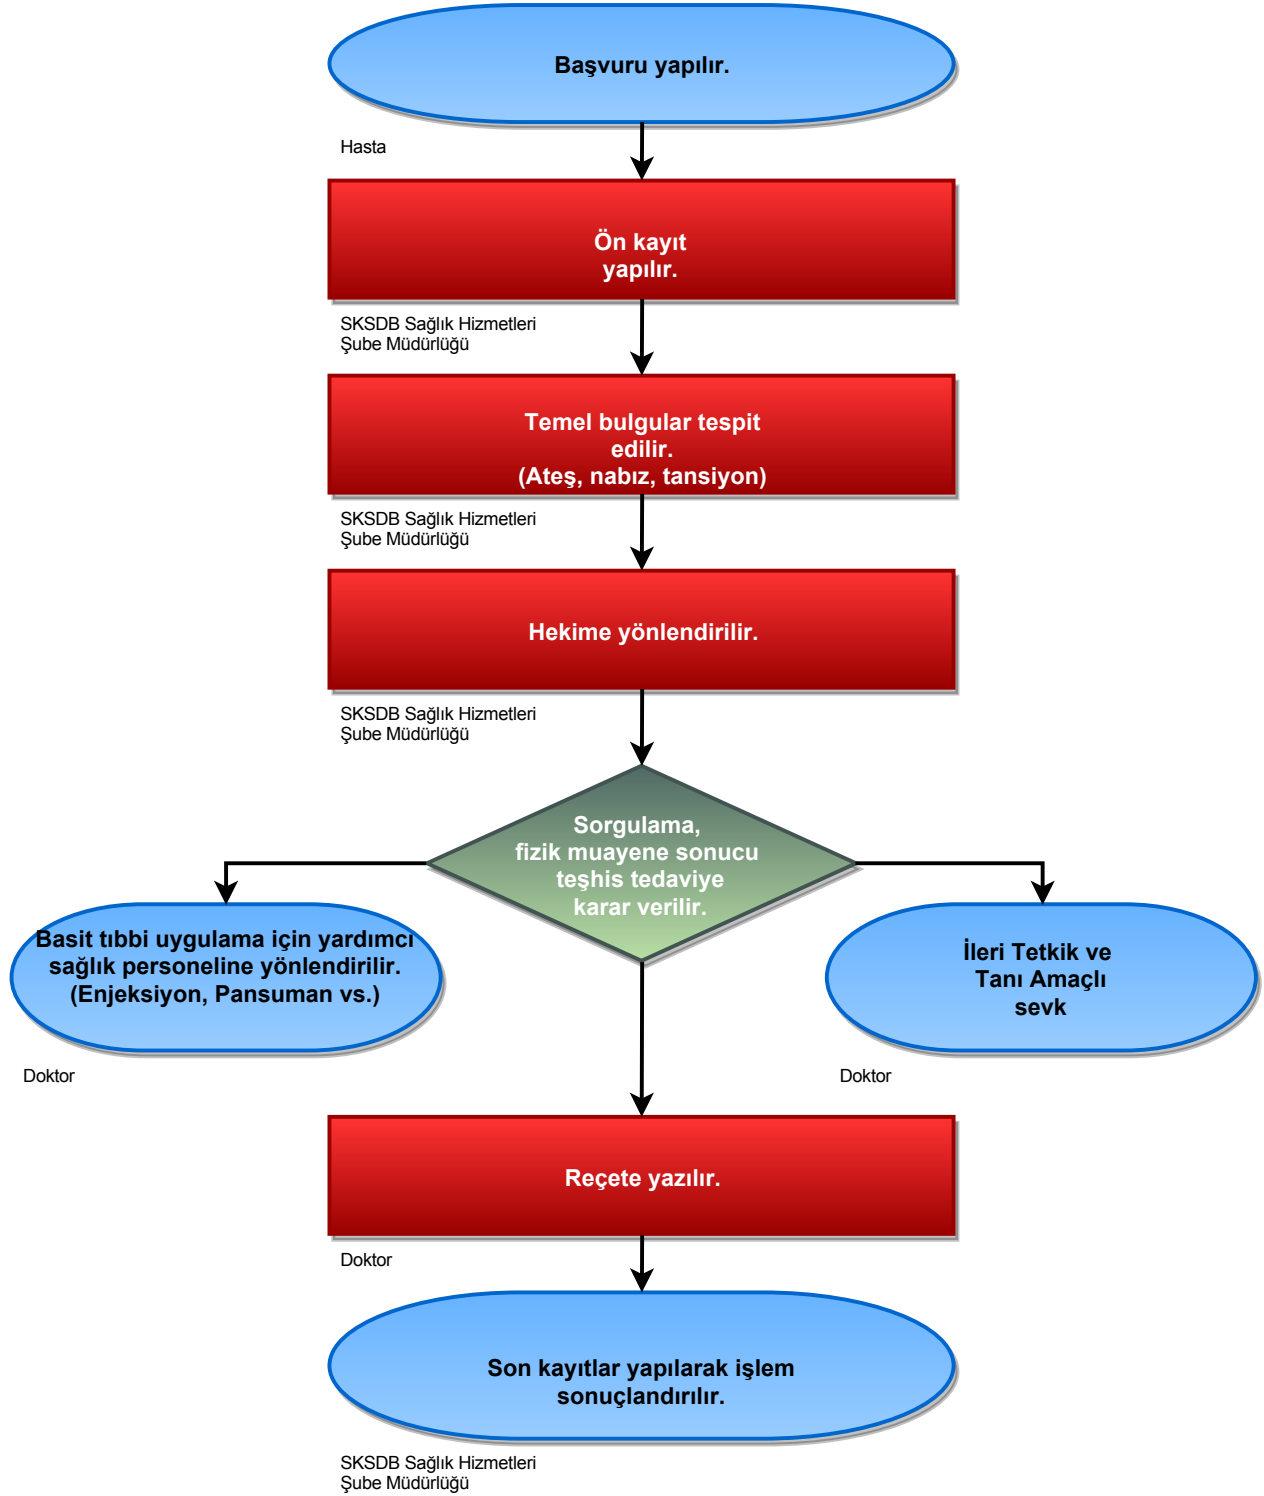 Başvuru yapılır.
Hasta
Ön kayıt
yapılır.
SKSDB Sağlık Hizmetleri
Şube Müdürlüğü
Temel bulgular tespit
edilir.
(Ateş, nabız, tansiyon)
SKSDB Sağlık Hizmetleri
Şube Müdürlüğü
Hekime yönlendirilir.
SKSDB Sağlık Hizmetleri
Şube Müdürlüğü
Sorgulama,
fizik muayene sonucu
teşhis tedaviye
karar verilir.
Basit tıbbi uygulama için yardımcı
sağlık personeline yönlendirilir.
(Enjeksiyon, Pansuman vs.)
Doktor
İleri Tetkik ve
Tanı Amaçlı
sevk
Doktor
Reçete yazılır.
Doktor
Son kayıtlar yapılarak işlem
sonuçlandırılır.
SKSDB Sağlık Hizmetleri
Şube Müdürlüğü